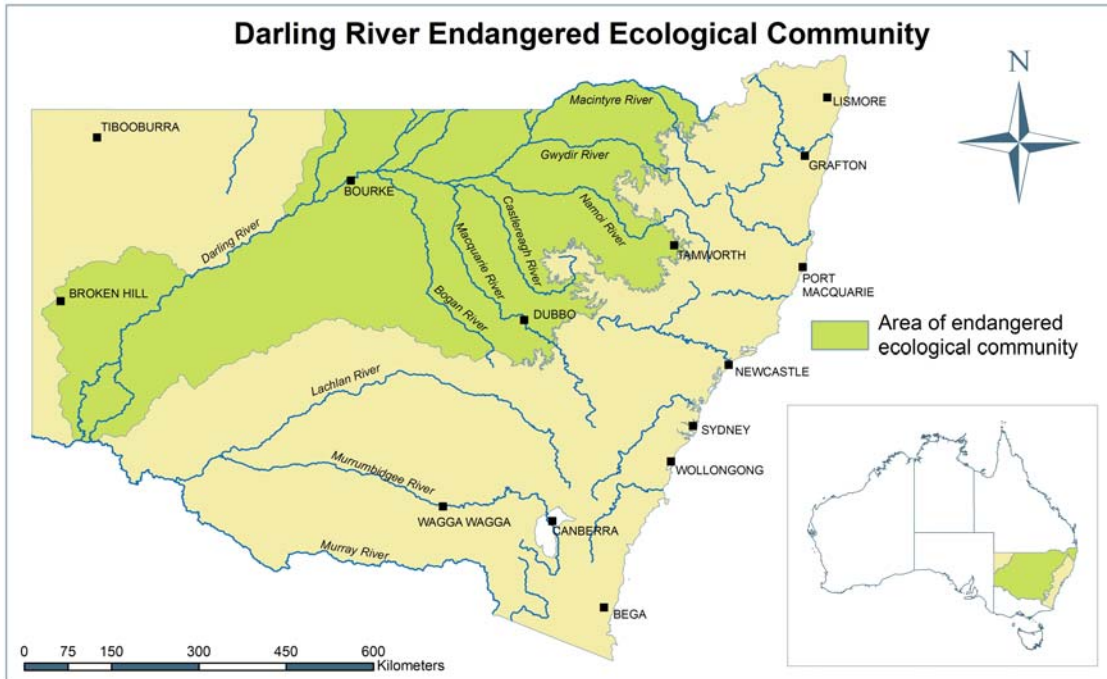 Darling River Endangered Ecological Community
N
Macintyre River
LISMORE
TIBOOBURRA
Gwydir River
GRAFTON
BOURKE
Castlereagh River
Namoi River
Darling River
Macquarie River
TAMWORTH
PORT
MACQUARIE
BROKEN HILL
Bogan River
DUBBO
Area of endangered
ecological community
NEWCASTLE
Lachlan River
SYDNEY
WOLLONGONG
Murrumbidgee River
WAGGA WAGGA
CANBERRA
Murray River
BEGA
0 75 150 300 450 600
Kilometers